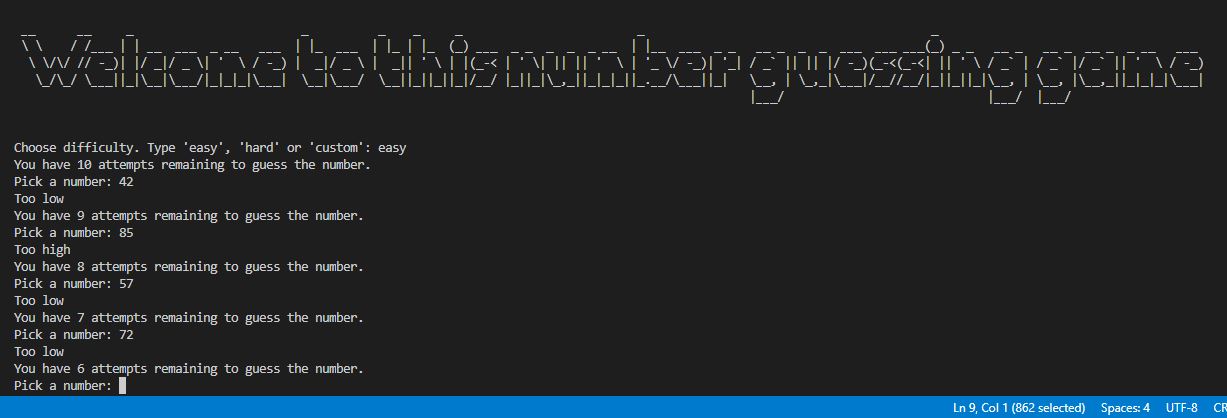 Welcome to this number guessing game
Choose difficulty. Type 'easy', 'hard' or 'custom': easy
You have 10 attempts remaining to guess the number.
Pick a number: 42
Too low
You have 9 attempts remaining to guess the number.
Pick a number: 85
Too high
You have 8 attempts remaining to guess the number.
Pick a number: 57
Too low
You have 7 attempts remaining to guess the number.
Pick a number: 72
Too low
You have 6 attempts remaining to guess the number.
Pick a number:
Ln 9, Col 1 (862 selected) Spaces: 4 UTF-8 CR